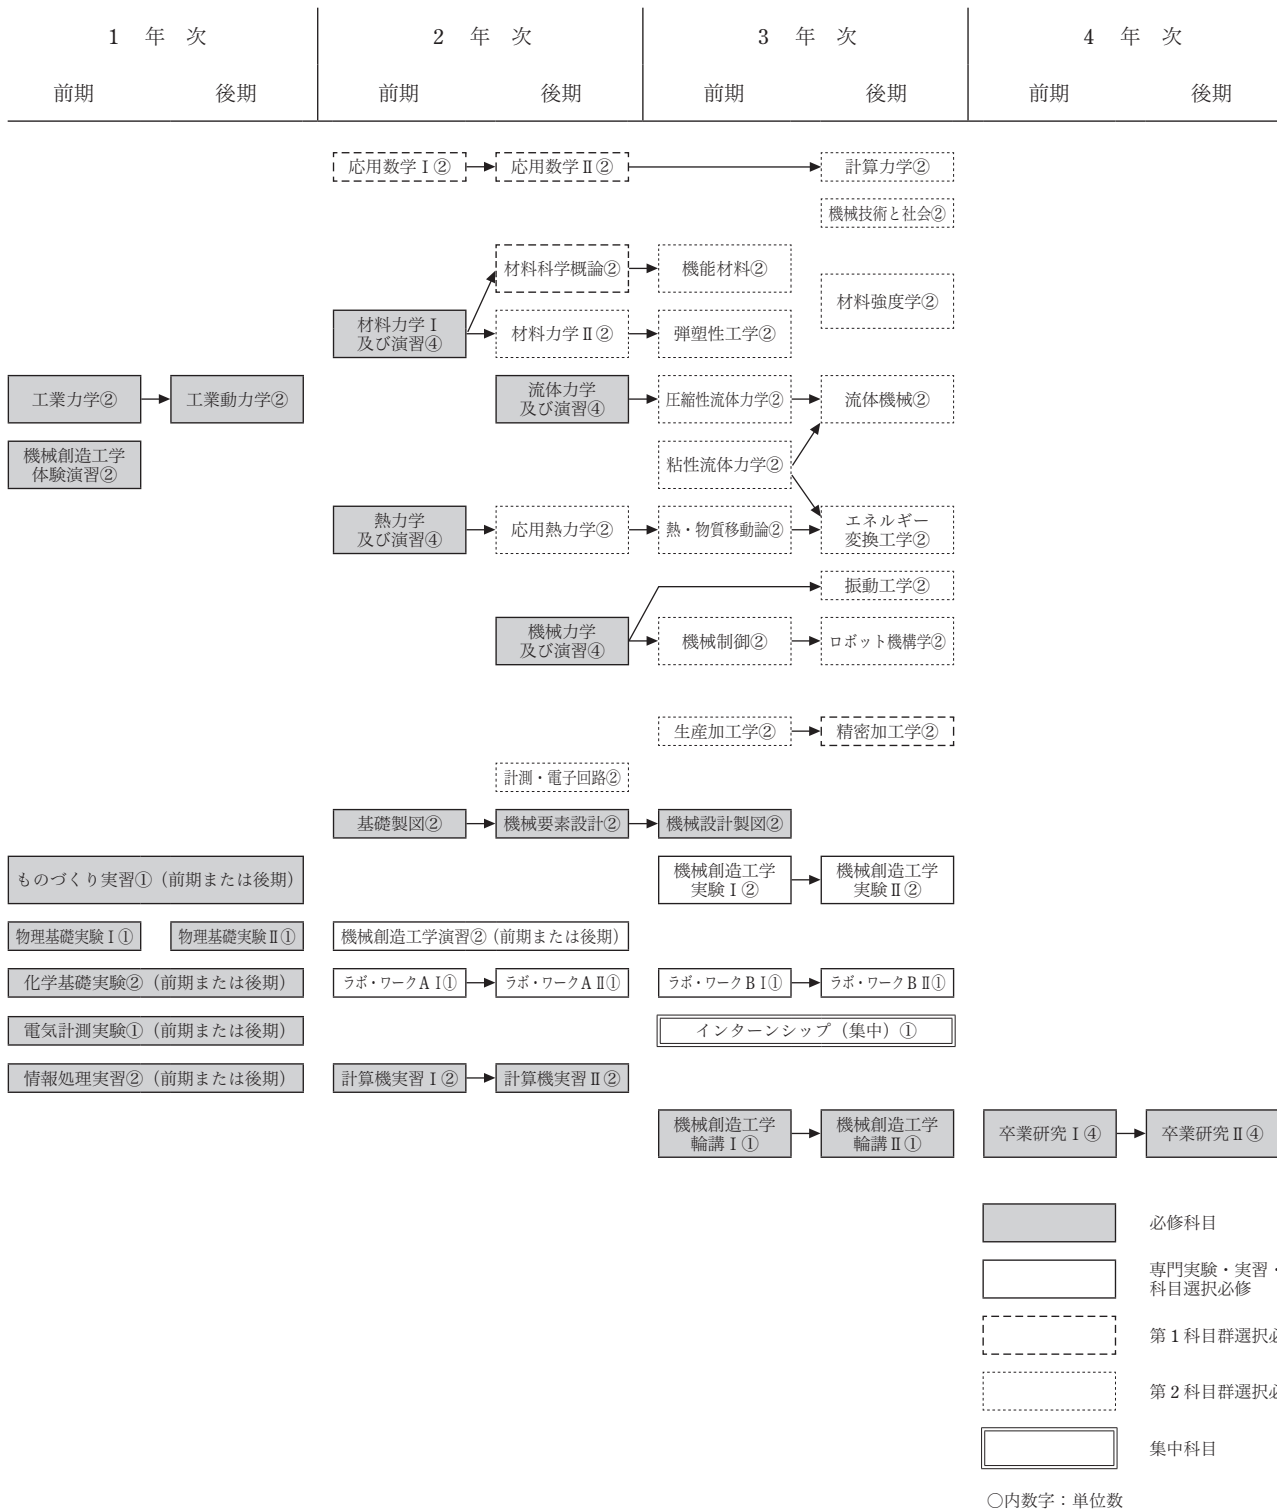 1 年 次
2 年 次
3 年 次
4 年 次
前期
後期
前期
後期
前期
後期
前期
後期
応用数学Ⅰ②
応用数学Ⅱ②
計算力学②
機械技術と社会②
材料科学概論②
機能材料②
材料強度学②
材料力学Ⅰ
及び演習④
材料力学Ⅱ②
弾塑性工学②
工業力学②
工業動力学②
流体力学
及び演習④
圧縮性流体力学②
流体機械②
機械創造工学
体験演習②
粘性流体力学②
熱力学
及び演習④
応用熱力学②
熱・物質移動論②
エネルギー
変換工学②
振動工学②
機械力学
及び演習④
機械制御②
ロボット機構学②
生産加工学②
精密加工学②
計測・電子回路②
基礎製図②
機械要素設計②
機械設計製図②
ものづくり実習①(前期または後期)
機械創造工学
実験Ⅰ②
機械創造工学
実験Ⅱ②
物理基礎実験Ⅰ①
物理基礎実験Ⅱ①
機械創造工学演習②(前期または後期)
化学基礎実験②(前期または後期)
ラボ・ワークAⅠ①
ラボ・ワークAⅡ①
ラボ・ワークBⅠ①
ラボ・ワークBⅡ①
電気計測実験①(前期または後期)
インターンシップ(集中)①
情報処理実習②(前期または後期)
計算機実習Ⅰ②
計算機実習Ⅱ②
機械創造工学
輪講Ⅰ①
機械創造工学
輪講Ⅱ①
卒業研究Ⅰ④
卒業研究Ⅱ④
必修科目
専門実験・実習・
科目選択必修
第1科目群選択必
第2科目群選択必
集中科目
○内数字：単位数